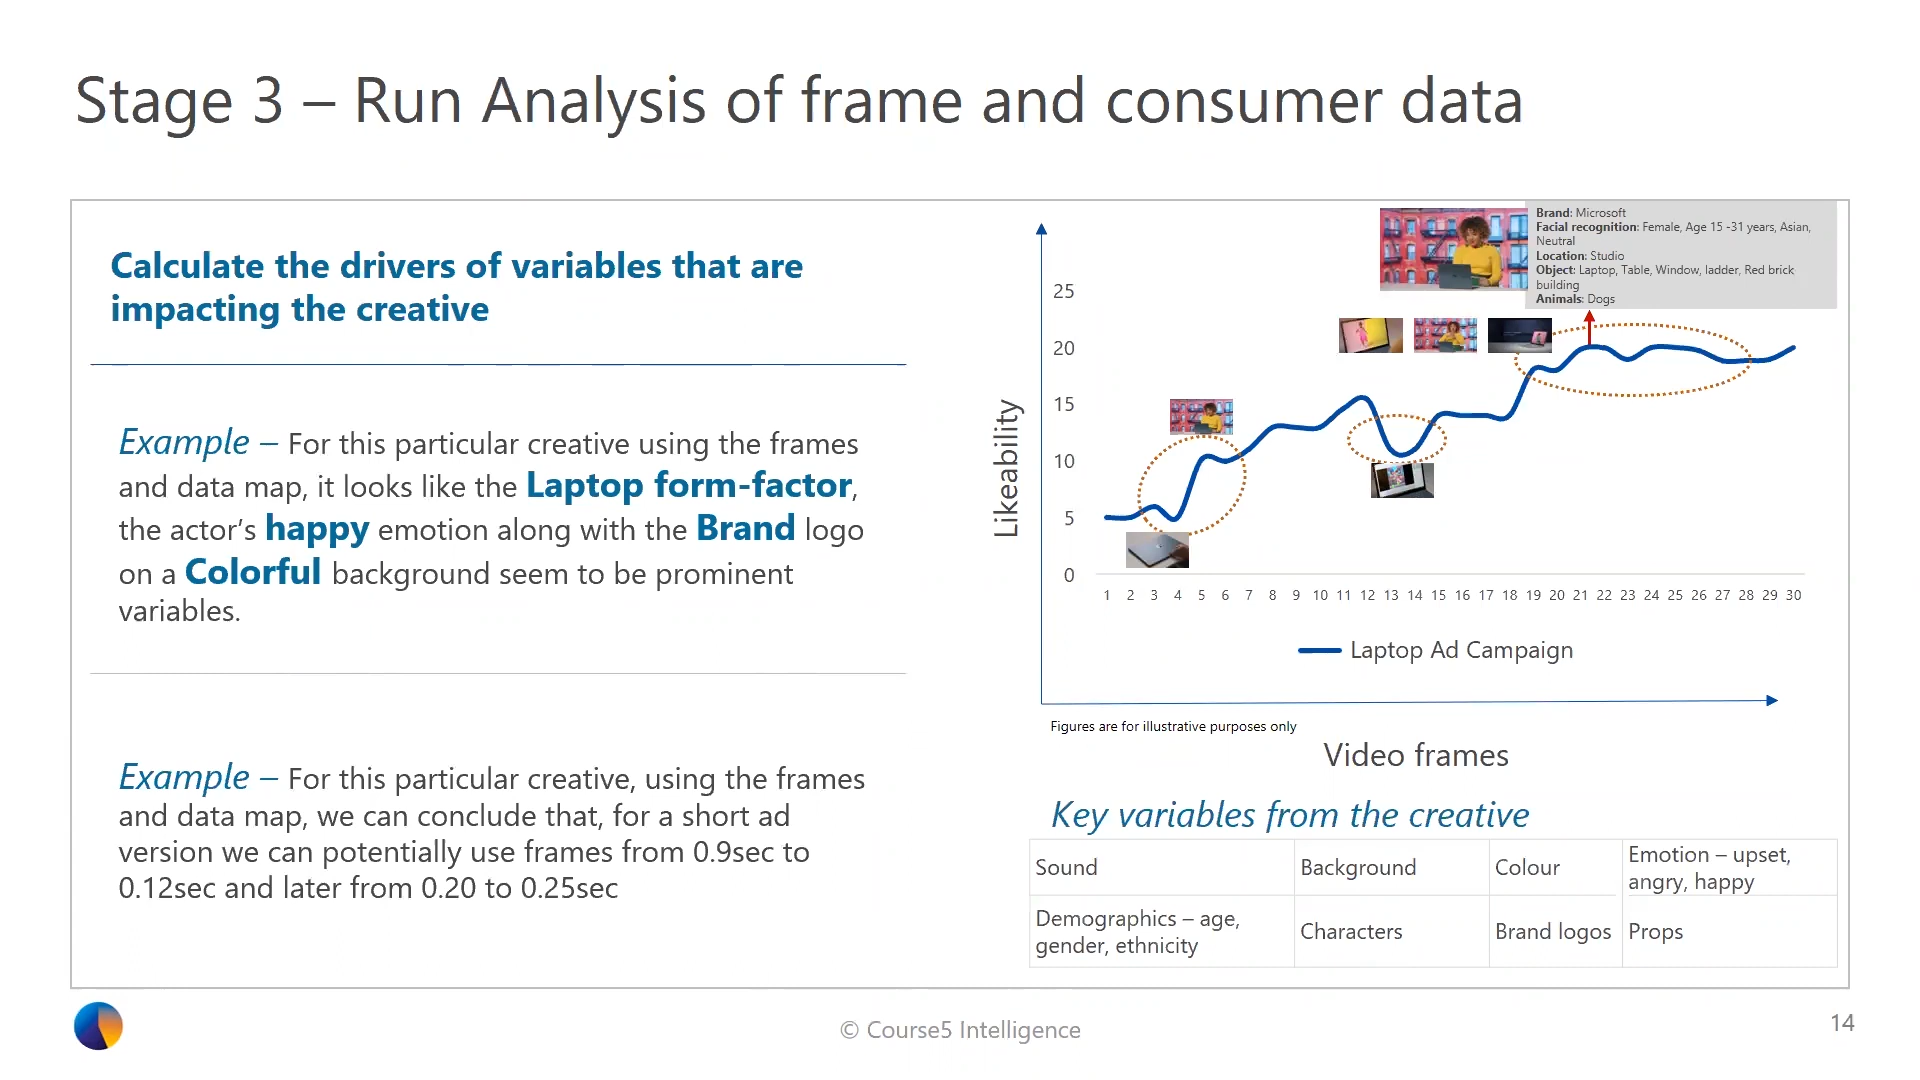 Stage 3 – Run Analysis of frame and consumer data
Calculate the drivers of variables that are
impacting the creative
Example – For this particular creative using the frames
and data map, it looks like the Laptop form-factor,
the actor’s happy emotion along with the Brand logo
on a Colorful background seem to be prominent
variables.
Example – For this particular creative, using the frames
and data map, we can conclude that, for a short ad
version we can potentially use frames from 0.9sec to
0.12sec and later from 0.20 to 0.25sec
Brand: Microsoft
Facial recognition: Female, Age 15 -31 years, Asian,
Neutral
Location: Studio
Object: Laptop, Table, Window, ladder, Red brick
building
Animals: Dogs
Likeability
25
20
15
10
5
0
1 2 3 4 5 6 7 8 9 10 11 12 13 14 15 16 17 18 19 20 21 22 23 24 25 26 27 28 29 30
Laptop Ad Campaign
Figures are for illustrative purposes only
Video frames
Key variables from the creative
Sound
Background
Colour
Emotion – upset,
angry, happy
Demographics – age,
gender, ethnicity
Characters
Brand logos
Props
© Course5 Intelligence
14